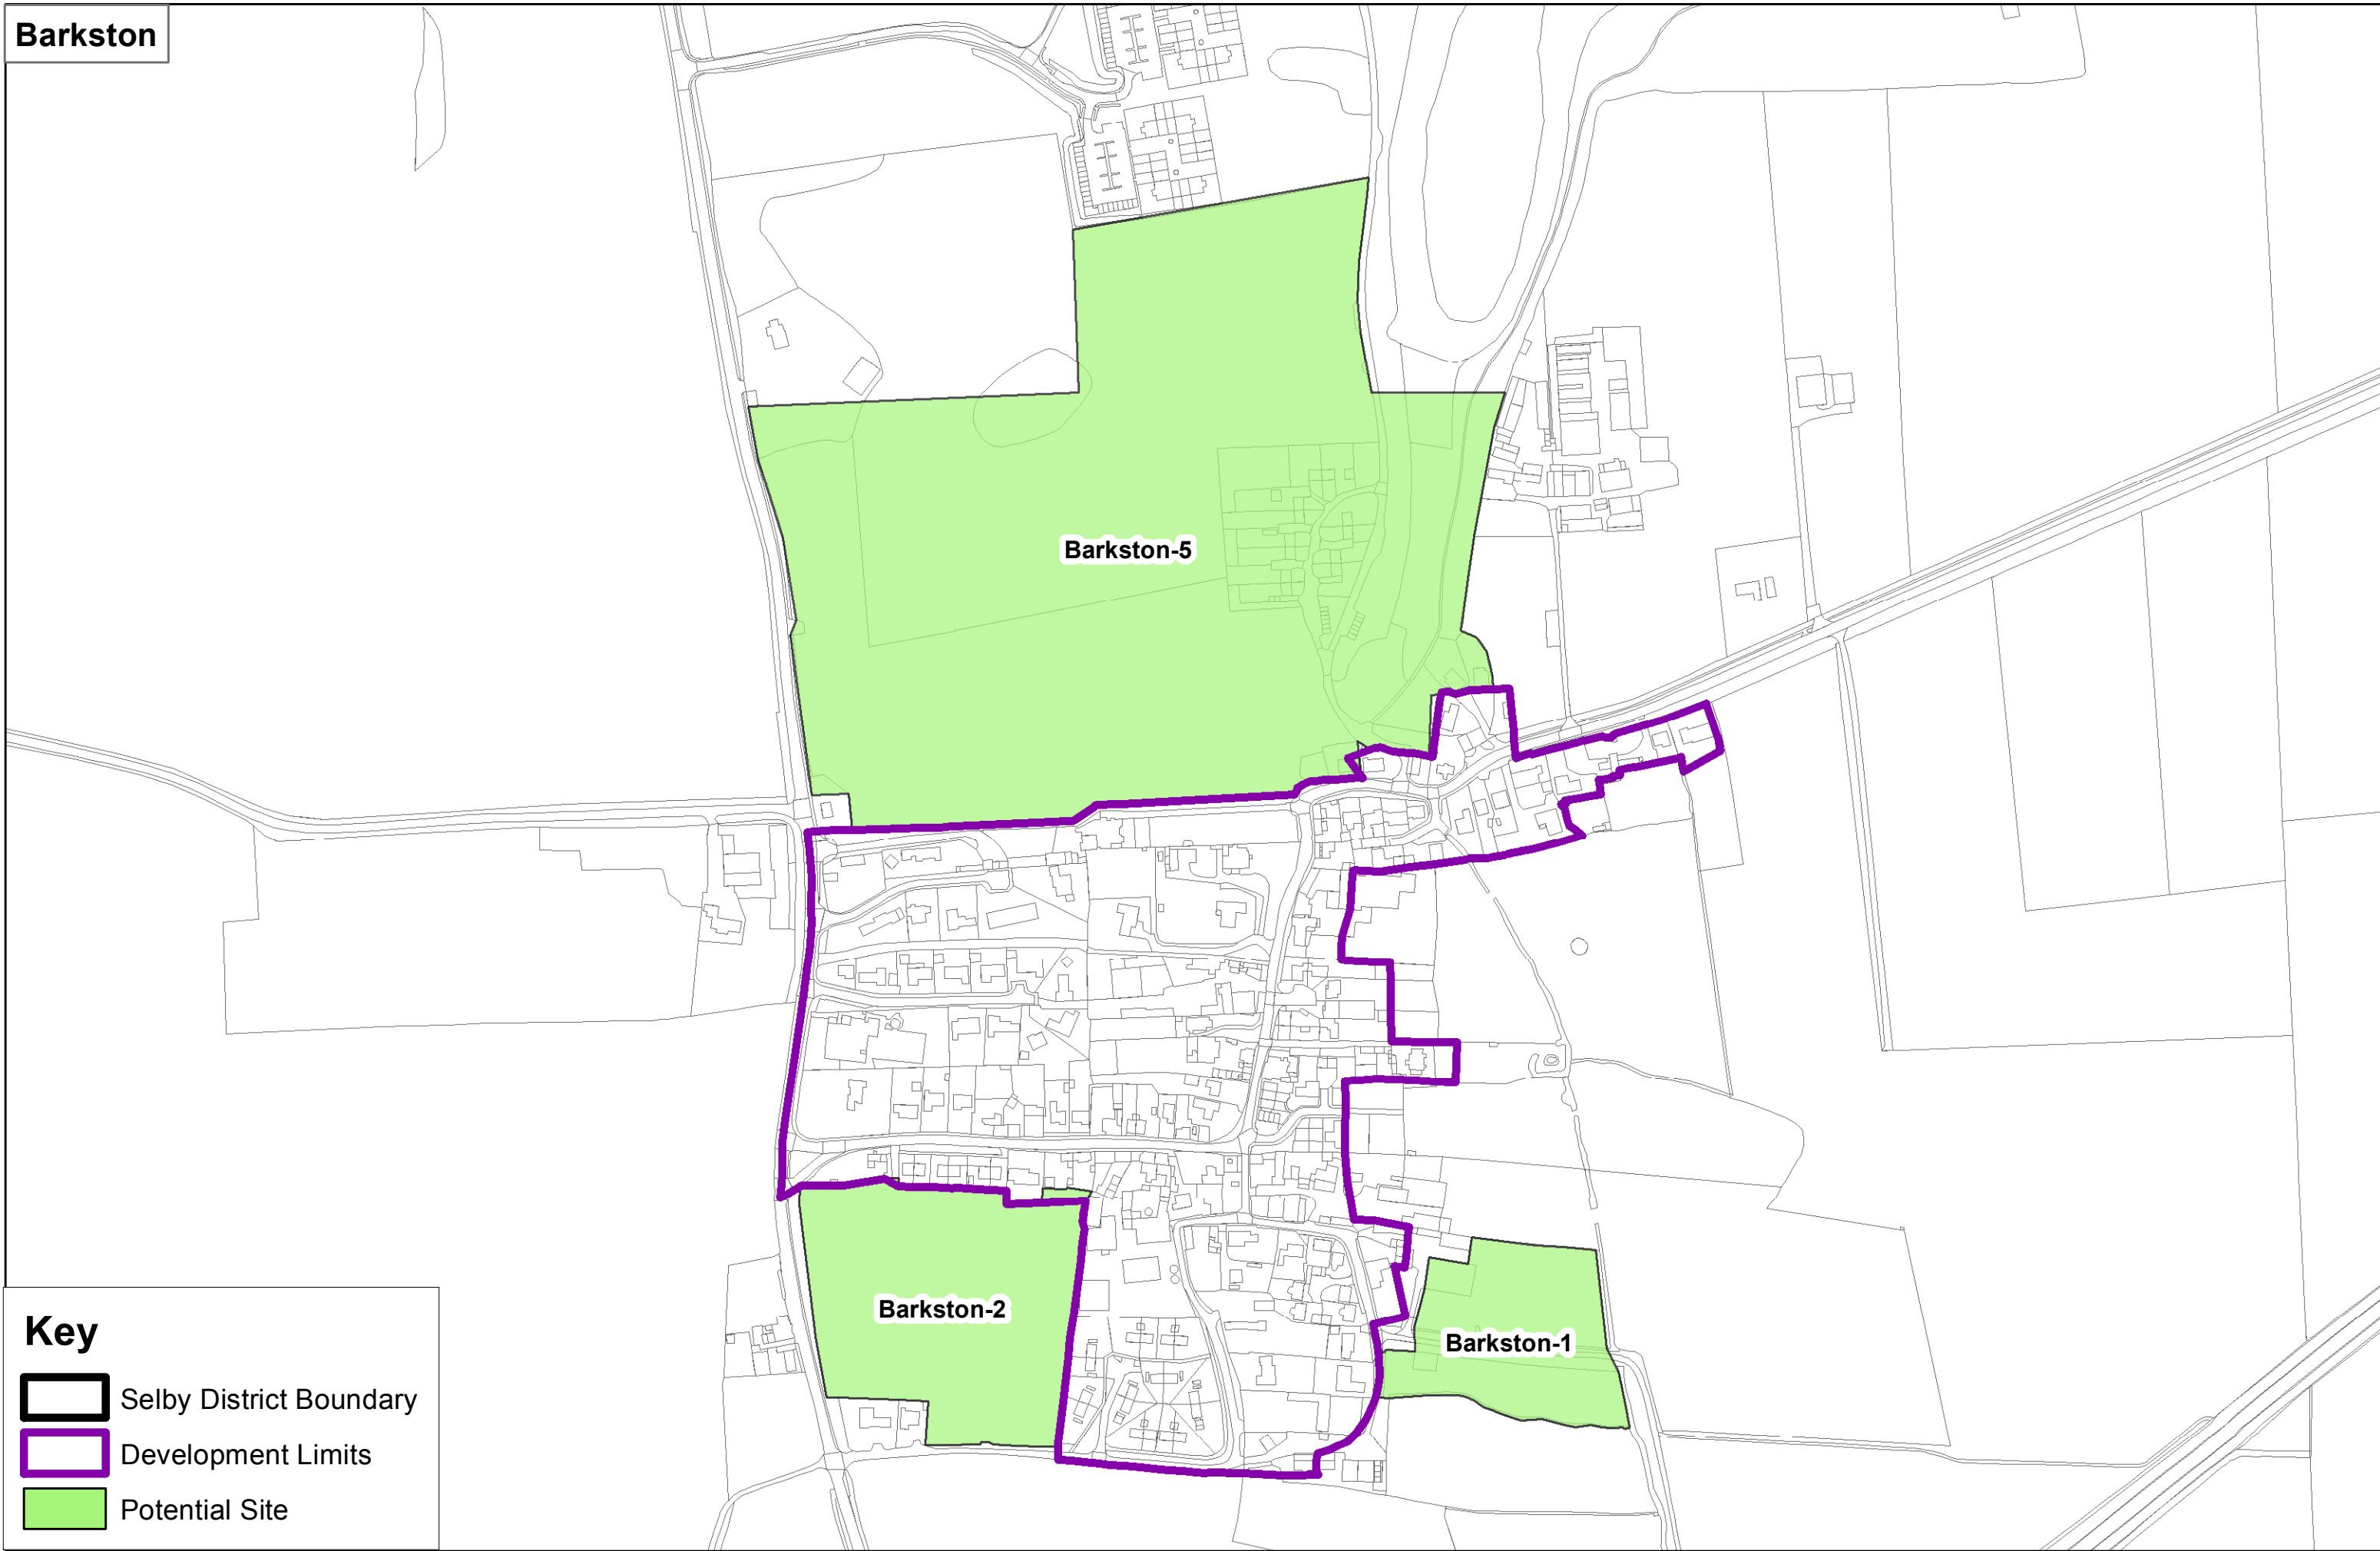 Barkston
Barkston-5
Barkston-2
Barkston-1
Key
Selby District Boundary
Development Limits
Potential Site